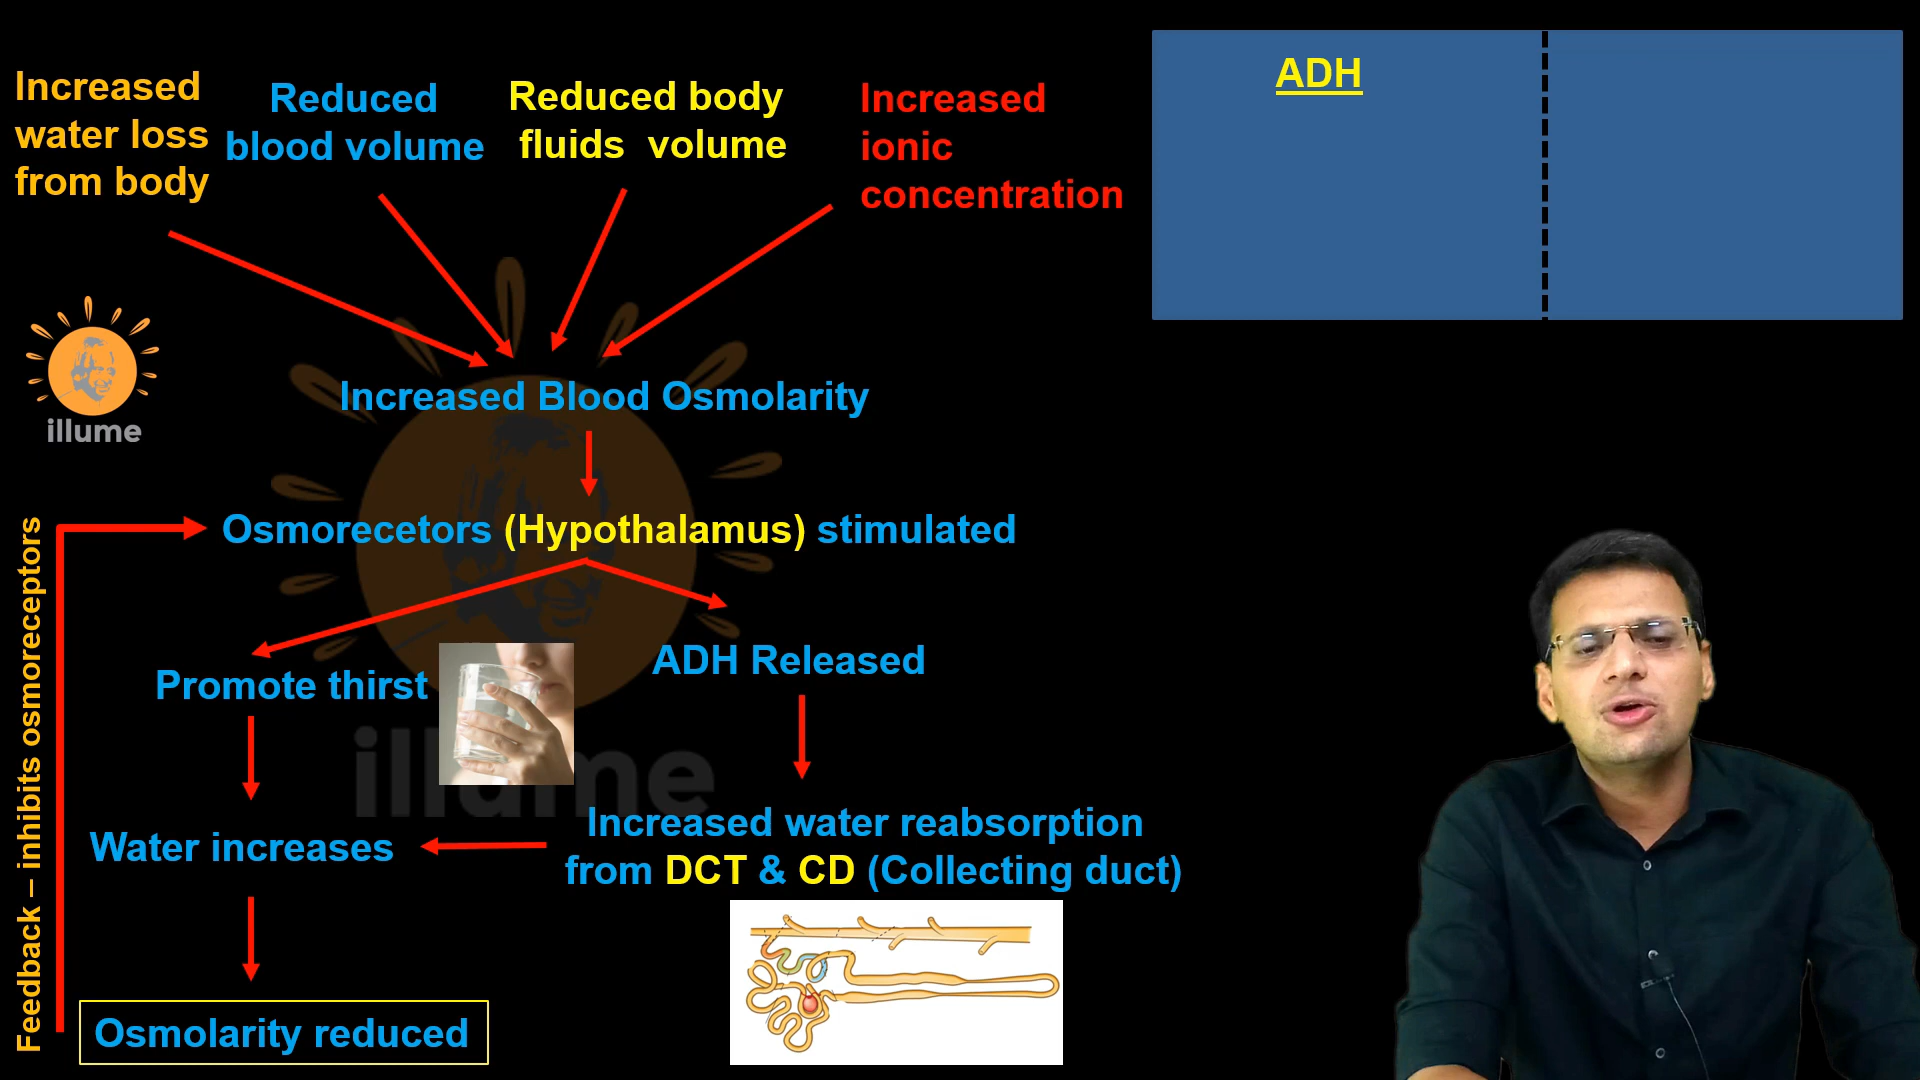 Increased
water loss
from body
Reduced
blood volume
Reduced body
fluids volume
Increased
ionic
concentration
ADH
illume
Increased Blood Osmolarity
Osmorecetors (Hypothalamus) stimulated
Promote thirst
ADH Released
illume
Water increases
Increased water reabsorption
from DCT & CD (Collecting duct)
Osmolarity reduced
Feedback – inhibits osmoreceptors